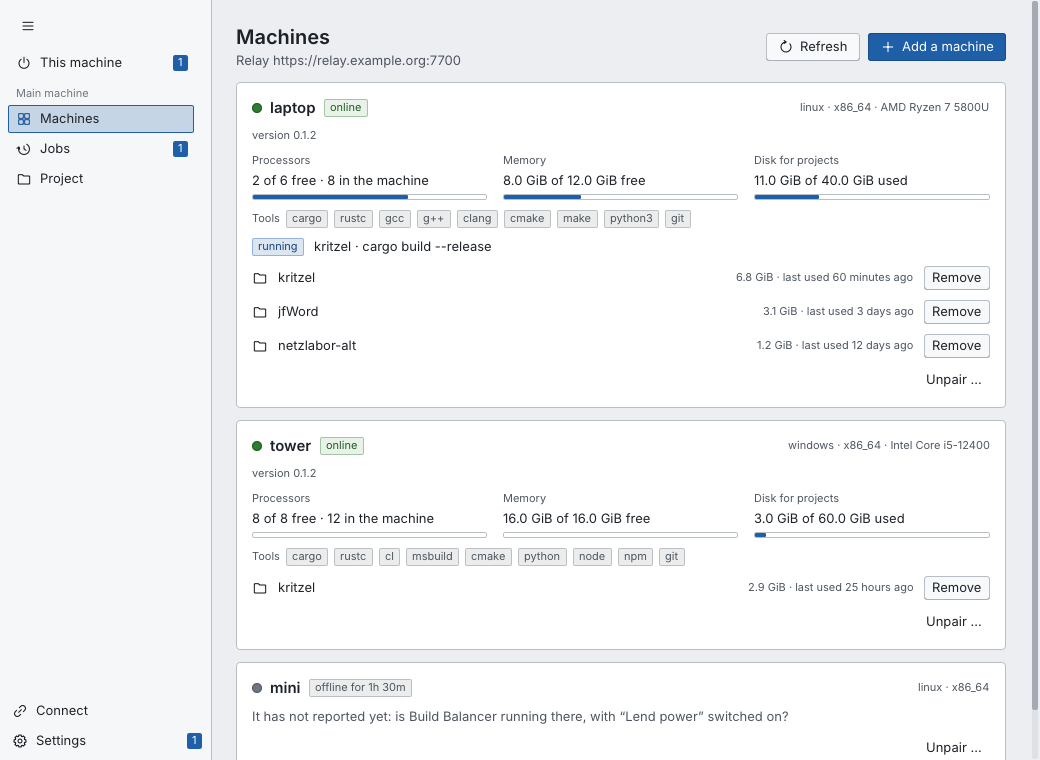 This machine 1
Main machine
Machines
Jobs 1
Project
Connect
Settings 1
Machines
Relay https://relay.example.org:7700
Refresh
Add a machine
laptop online linux · x86_64 · AMD Ryzen 7 5800U
version 0.1.2
Processors Memory Disk for projects
2 of 6 free · 8 in the machine 8.0 GiB of 12.0 GiB free 11.0 GiB of 40.0 GiB used
Tools cargo rustc gcc g++ clang cmake make python3 git
running kritzel · cargo build --release
kritzel 6.8 GiB · last used 60 minutes ago Remove
jfWord 3.1 GiB · last used 3 days ago Remove
netzlabor-alt 1.2 GiB · last used 12 days ago Remove
Unpair ...
tower online windows · x86_64 · Intel Core i5-12400
version 0.1.2
Processors Memory Disk for projects
8 of 8 free · 12 in the machine 16.0 GiB of 16.0 GiB free 3.0 GiB of 60.0 GiB used
Tools cargo rustc cl msbuild cmake python node npm git
kritzel 2.9 GiB · last used 25 hours ago Remove
Unpair ...
mini offline for 1h 30m linux · x86_64
It has not reported yet: is Build Balancer running there, with “Lend power” switched on?
Unpair ...